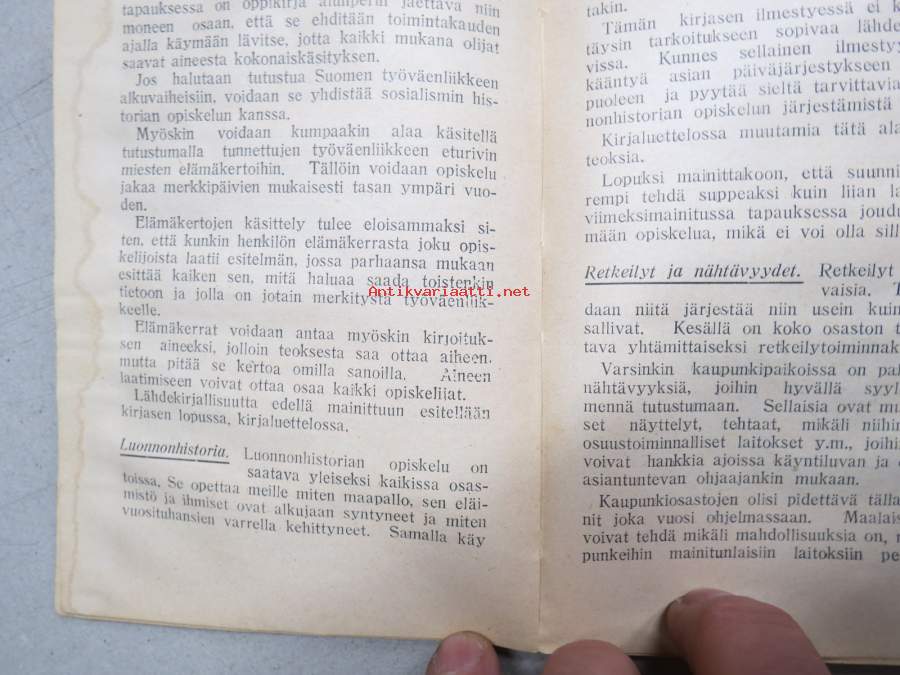 tapauksessa on oppikirja alunperin jaettava niin
moneen osaan, että se ehditään toimintakauden
ajalla käymään lävitse, jotta kaikki mukana olijat
saavat aineesta kokonaiskäsityksen.
Jos halutaan tutustua Suomen työväenliikkeen
alkuvaiheisiin, voidaan se yhdistää sosialismin his-
torian opiskelun kanssa.
Myöskin voidaan kumpaakin alaa käsitellä
tutustumalla tunnettujen työväenliikkeen eturivin
miesten elämäkertoihin. Tällöin voidaan opiskelu
jakaa merkkipäivien mukaisesti tasan ympäri vuo-
den.
Elämäkertojen käsittely tulee eloisammaksi si-
ten, että kunkin henkilön elämäkerrasta joku opis-
kelijoista laatii esitelmän, jossa parhaansa mukaan
esittää kaiken sen, mitä haluaa saada toistenkin
tietoon ja jolla on jotain merkitystä työväenliik-
keelle.
Elämäkerrat voidaan antaa myöskin kirjoituk-
sen aineeksi, jolloin teoksesta saa ottaa aiheen,
mutta pitää se kertoa omilla sanoilla. Aineen
laatimiseen voivat ottaa osaa kaikki opiskelijat.
Lähdekirjallisuutta edellä mainittuun esitellään
kirjasen lopussa, kirjaluettelossa.
Luonnonhistoria. Luonnonhistorian opiskelu on
saatava yleiseksi kaikissa osas-
toissa. Se opettaa meille miten maapallo, sen eläi-
mistö ja ihmiset ovat alkujaan syntyneet ja miten
vuosituhansien varrella kehittyneet. Samalla käy
takin.
Tämän kirjasen ilmestyessä ei k
täysin tarkoitukseen sopivaa lähde
vissa. Kunnes sellainen ilmestyy
kääntyä asian päiväjärjestykseen
puoleen ja pyytää sieltä tarvittavia
nonhistorian opiskelun järjestämistä
Kirjaluettelossa muutamia tätä ala
teoksia.
Lopuksi mainittakoon, että suunni
rempi tehdä suppeaksi kuin liian la
viimeksimainitussa tapauksessa joudu
mään opiskelua, mikä ei voi olla sill
Retkeilyt ja nähtävyydet. Retkeilyt
vaisia. T
daan niitä järjestää niin usein kuin
sallivat. Kesällä on koko osaston t
tava yhtämittaiseksi retkeilytoiminnak
Varsinkin kaupunkipaikoissa on pal
nähtävyyksiä, joihin hyvällä syyl
mennä tutustumaan. Sellaisia ovat mu
set näyttelyt, tehtaat, mikäli niihin
osuustoiminnalliset laitokset y.m., joihi
voivat hankkia ajoissa käyntiluvan ja
asiantuntevan ohjaajankin mukaan.
Kaupunkiosastojen olisi pidettävä tälla
nit joka vuosi ohjelmassaan. Maalais
voivat tehdä mikäli mahdollisuuksia on,
punkeihin mainitunlaisiin laitoksiin pe
Antikvariaatti.net